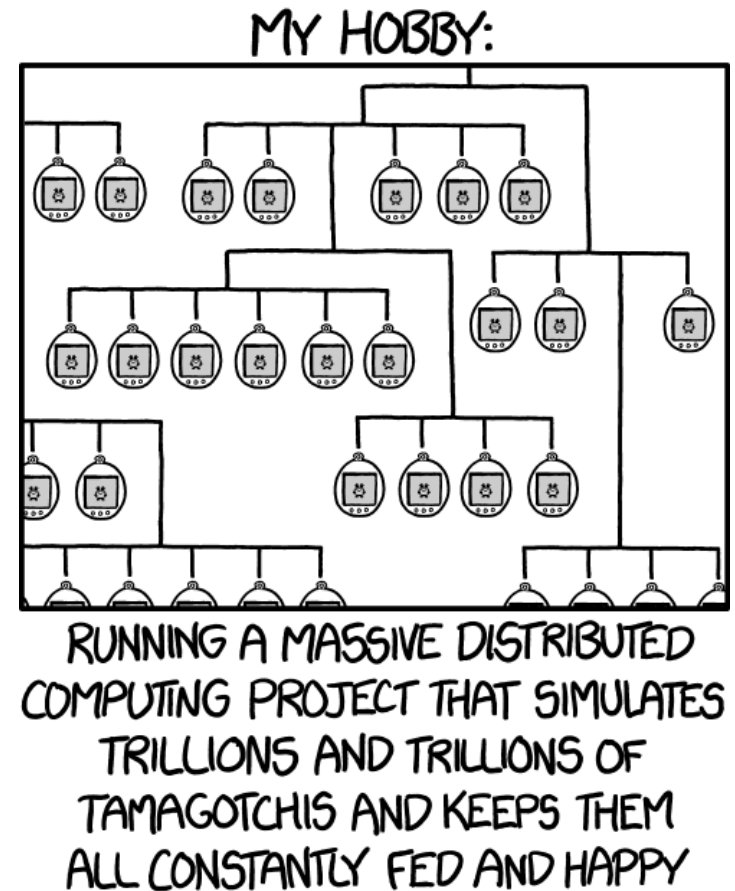 MY HOBBY:
RUNNING A MASSIVE DISTRIBUTED
COMPUTING PROJECT THAT SIMULATES
TRILLIONS AND TRILLIONS OF
TAMAGOTCHIS AND KEEPS THEM
ALL CONSTANTLY FED AND HAPPY